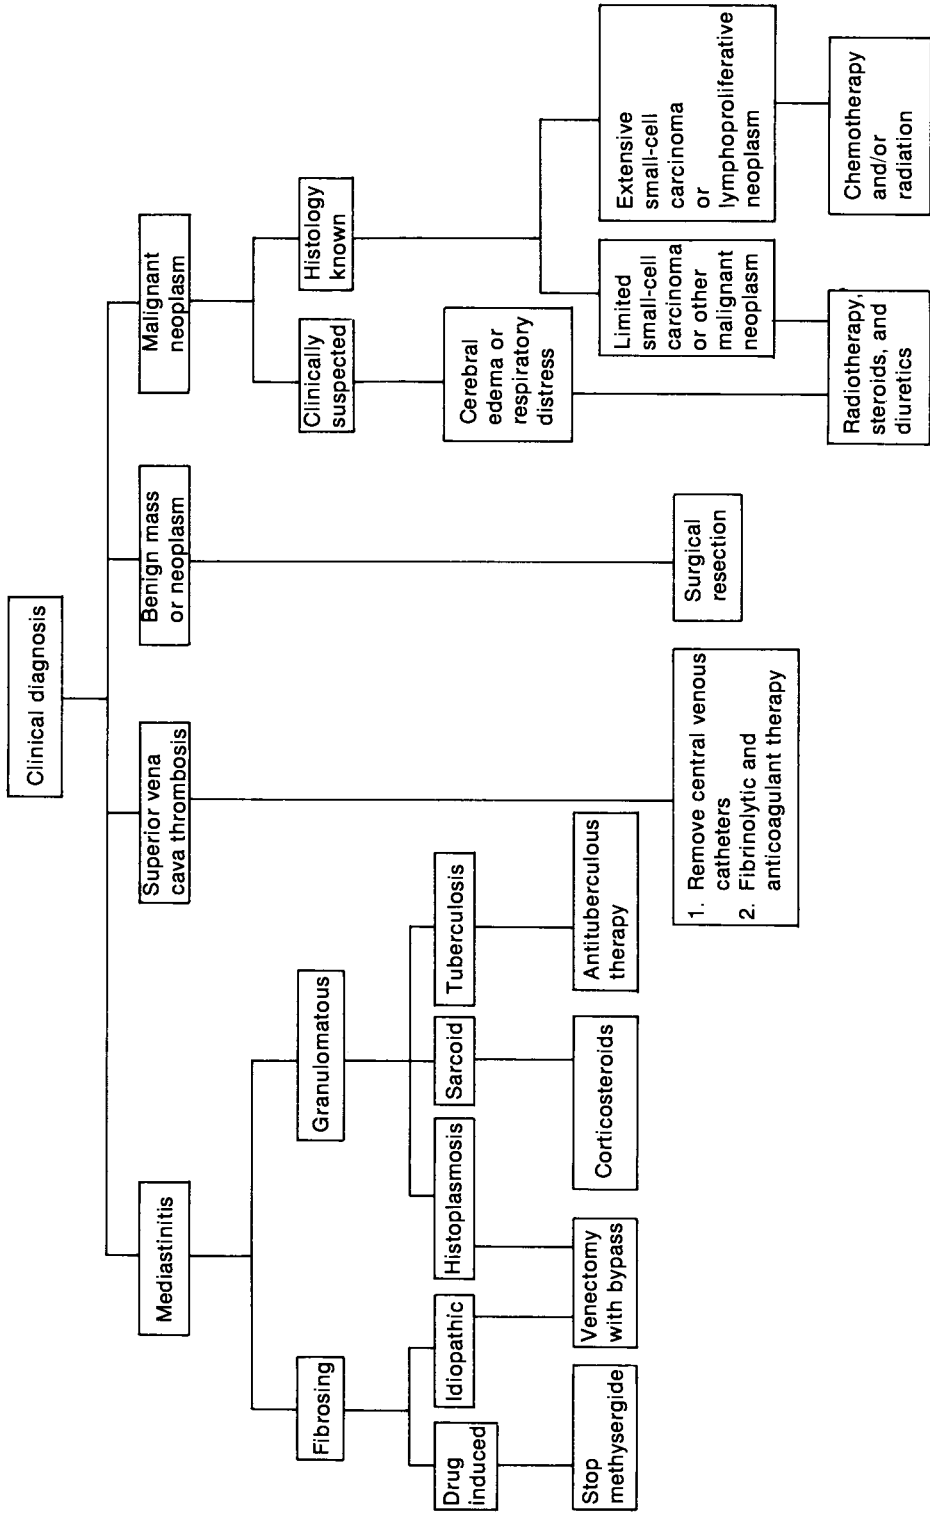 Clinical diagnosis
Mediastinitis
Superior vena
cava thrombosis
Benign mass
or neoplasm
Malignant
neoplasm
Fibrosing
Granulomatous
Clinically
suspected
Histology
known
Drug
induced
Idiopathic
Histoplasmosis
Sarcoid
Tuberculosis
Cerebral
edema or
respiratory
distress
Stop
methysergide
Venectomy
with bypass
Corticosteroids
Antituberculous
therapy
Limited
small-cell
carcinoma
or other
malignant
neoplasm
Extensive
small-cell
carcinoma
or
lymphoproliferative
neoplasm
1. Remove central venous
catheters
2. Fibrinolytic and
anticoagulant therapy
Surgical
resection
Radiotherapy,
steroids, and
diuretics
Chemotherapy
and/or
radiation